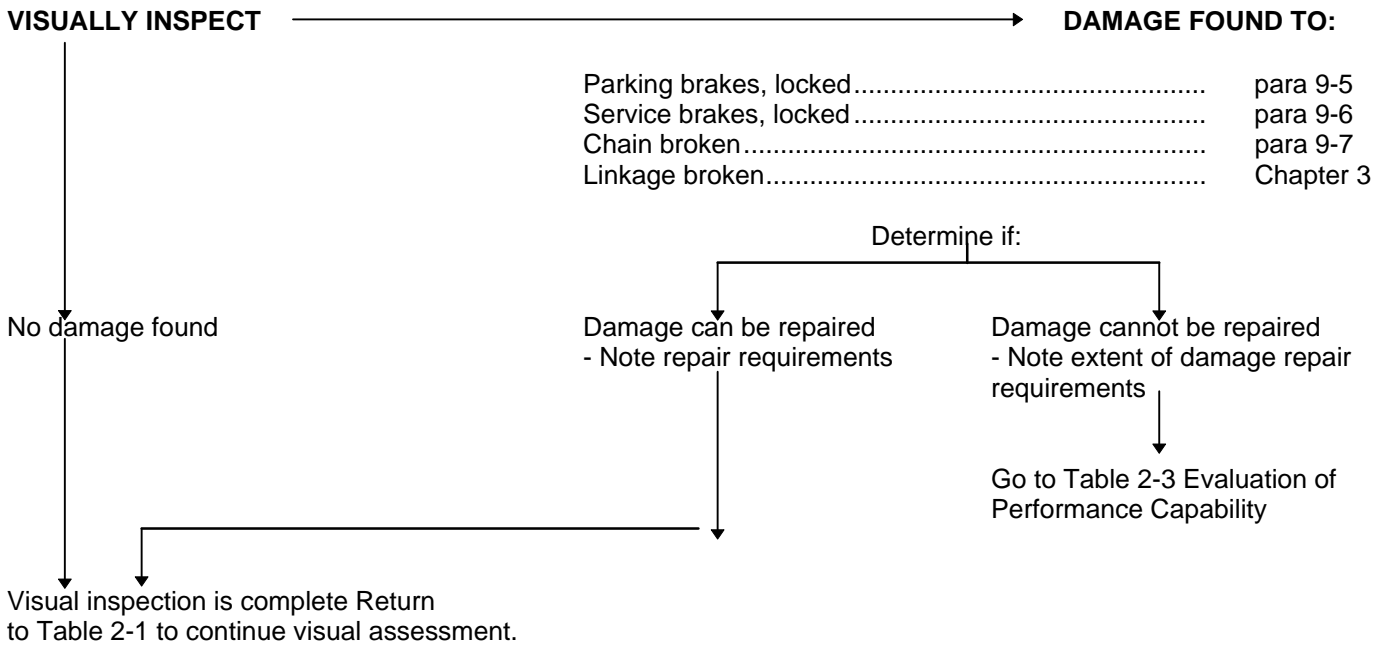 VISUALLY INSPECT DAMAGE FOUND TO:
Parking brakes, locked............................................... para 9-5
Service brakes, locked............................................... para 9-6
Chain broken.............................................................. para 9-7
Linkage broken........................................................... Chapter 3
Determine if:
No damage found
Damage can be repaired
- Note repair requirements
Damage cannot be repaired
- Note extent of damage repair
requirements
Go to Table 2-3 Evaluation of
Performance Capability
Visual inspection is complete Return
to Table 2-1 to continue visual assessment.